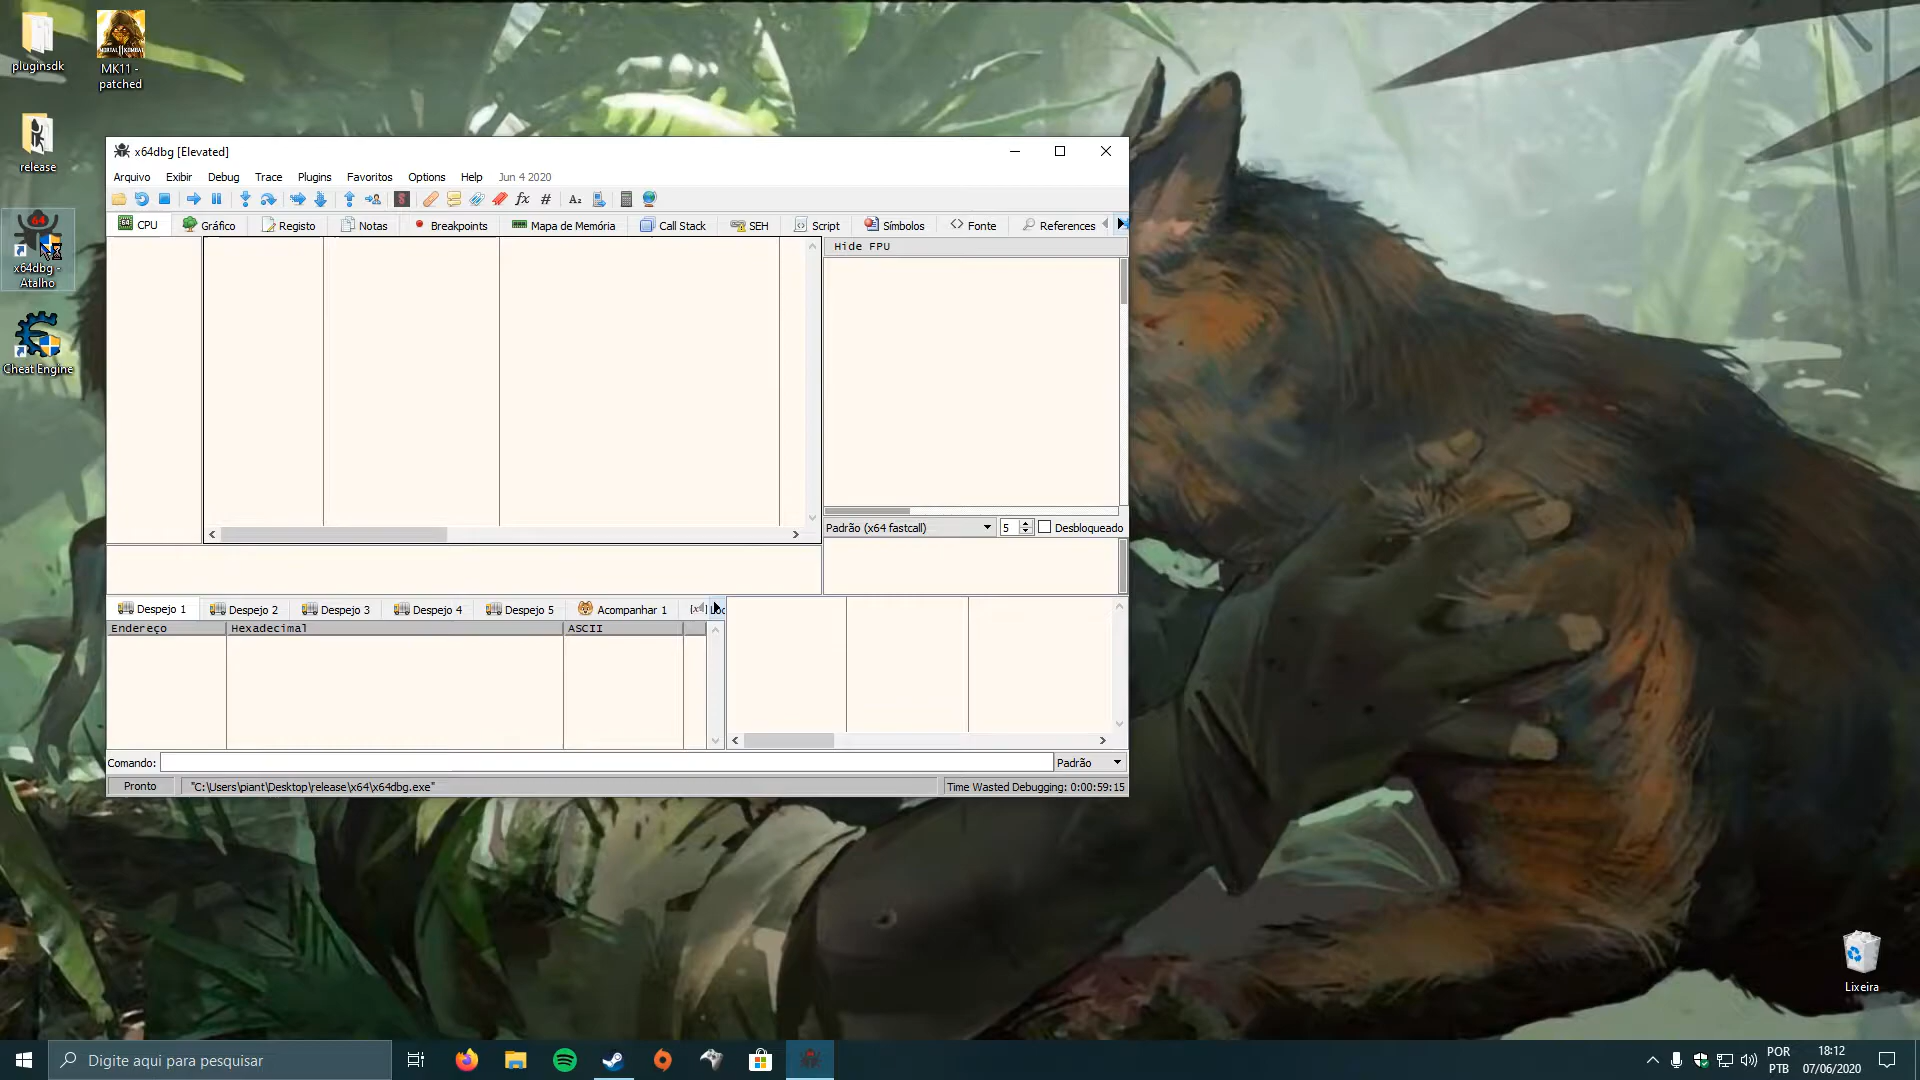 pluginsdk
MK11 -
patched
release
x64dbg -
Atalho
Cheat Engine
x64dbg [Elevated]
Arquivo Exibir Debug Trace Plugins Favoritos Options Help Jun 4 2020
CPU Gráfico Registo Notas Breakpoints Mapa de Memória Call Stack SEH Script Símbolos Fonte References
Hide FPU
Padrão (x64 fastcall) 5 Desbloqueado
Despejo 1 Despejo 2 Despejo 3 Despejo 4 Despejo 5 Acompanhar 1
Endereço Hexadecimal ASCII
Comando: Padrão
Pronto "C:\Users\piant\Desktop\release\x64\x64dbg.exe" Time Wasted Debugging: 0:00:59:15
Lixeira
Digite aqui para pesquisar
POR
PTB
18:12
07/06/2020